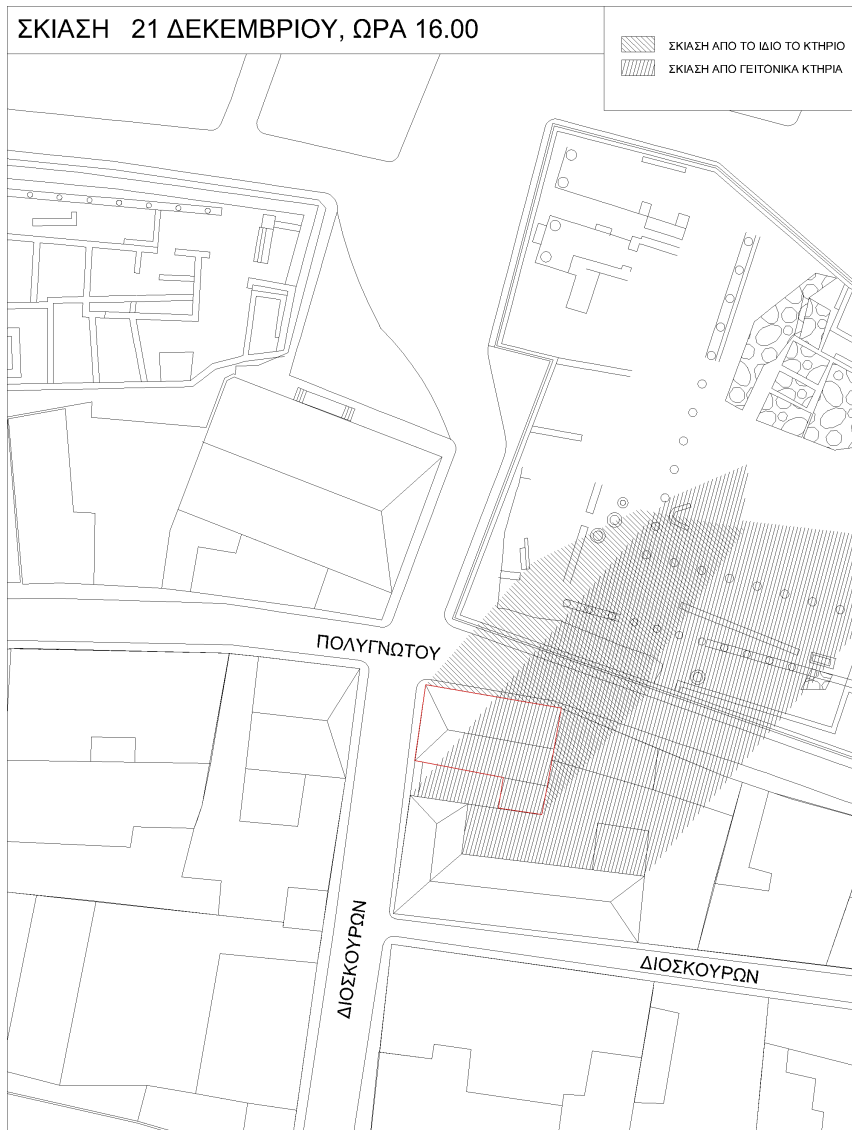 ΣΚΙΑΣΗ 21 ΔΕΚΕΜΒΡΙΟΥ, ΩΡΑ 16.00
ΣΚΙΑΣΗ ΑΠΟ ΤΟ ΙΔΙΟ ΤΟ ΚΤΗΡΙΟ
ΣΚΙΑΣΗ ΑΠΟ ΓΕΙΤΟΝΙΚΑ ΚΤΗΡΙΑ
ΠΟΛΥΓΝΩΤΟΥ
ΔΙΟΣΚΟΥΡΩΝ
ΔΙΟΣΚΟΥΡΩΝ